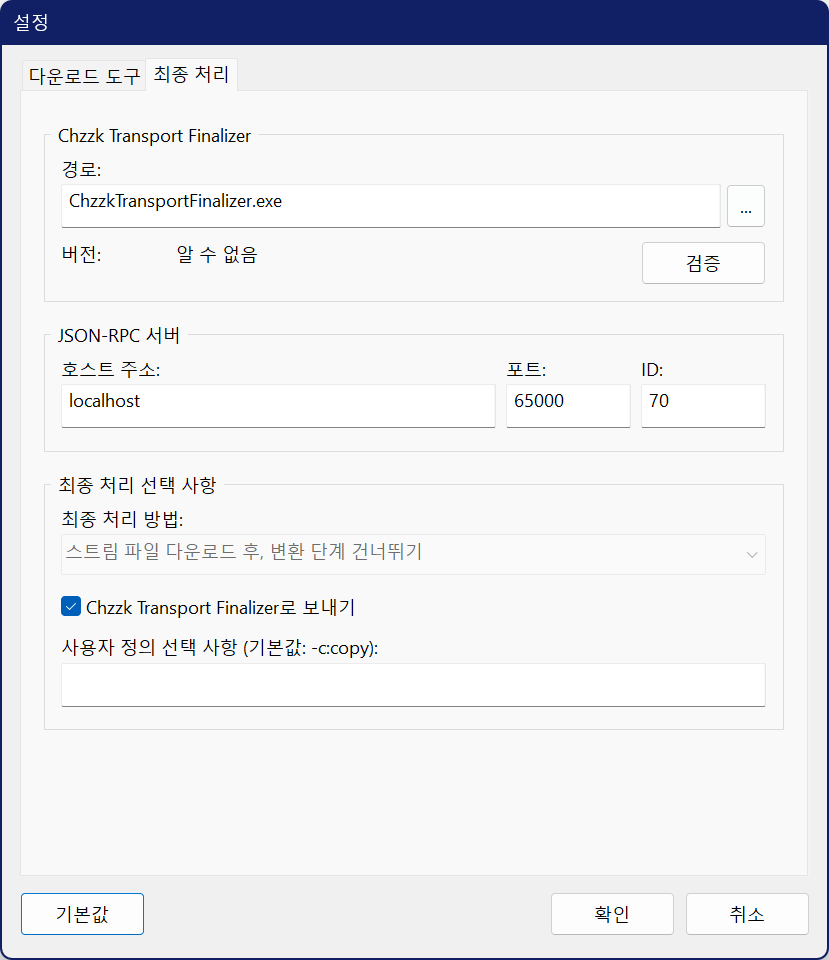 설정
다운로드 도구
최종 처리
Chzzk Transport Finalizer
경로:
ChzzkTransportFinalizer.exe
...
버전:
알 수 없음
검증
JSON-RPC 서버
호스트 주소:
포트:
ID:
localhost
65000
70
최종 처리 선택 사항
최종 처리 방법:
스트림 파일 다운로드 후, 변환 단계 건너뛰기
Chzzk Transport Finalizer로 보내기
사용자 정의 선택 사항 (기본값: -c:copy):
기본값
확인
취소